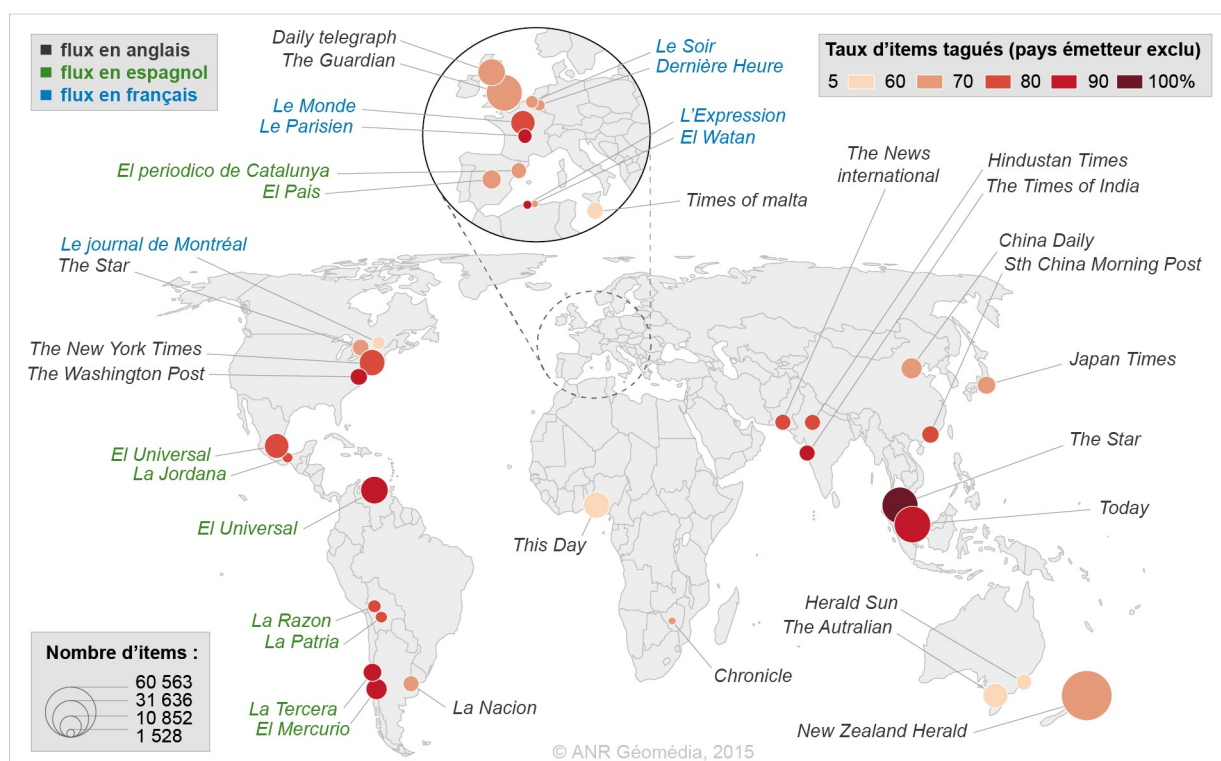 flux en anglais
flux en espagnol
flux en français
Taux d'items tagués (pays émetteur exclu)
5 60 70 80 90 100%
Daily telegraph
The Guardian
Le Soir
Dernière Heure
Le Monde
Le Parisien
L'Expression
El Watan
El periodico de Catalunya
El Pais
Times of malta
The News
international
Hindustan Times
The Times of India
China Daily
Sth China Morning Post
Le journal de Montréal
The Star
The New York Times
The Washington Post
Japan Times
The Star
El Universal
La Jordana
El Universal
This Day
Today
La Razon
La Patria
Herald Sun
The Autralian
Chronicle
La Tercera
El Mercurio
La Nacion
New Zealand Herald
Nombre d'items :
60 563
31 636
10 852
1 528
© ANR Géomédia, 2015